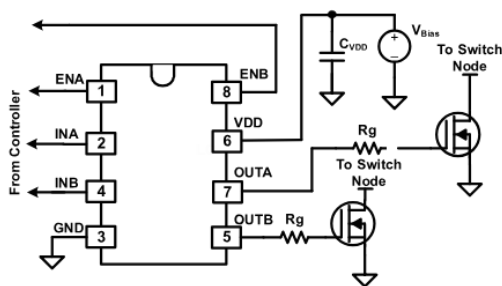 VBias
CVDD
To Switch
Node
ENA
ENB
1
8
From Controller
INA
VDD
2
6
Rg
INB
OUTA
To Switch
Node
4
7
GND
OUTB
Rg
3
5